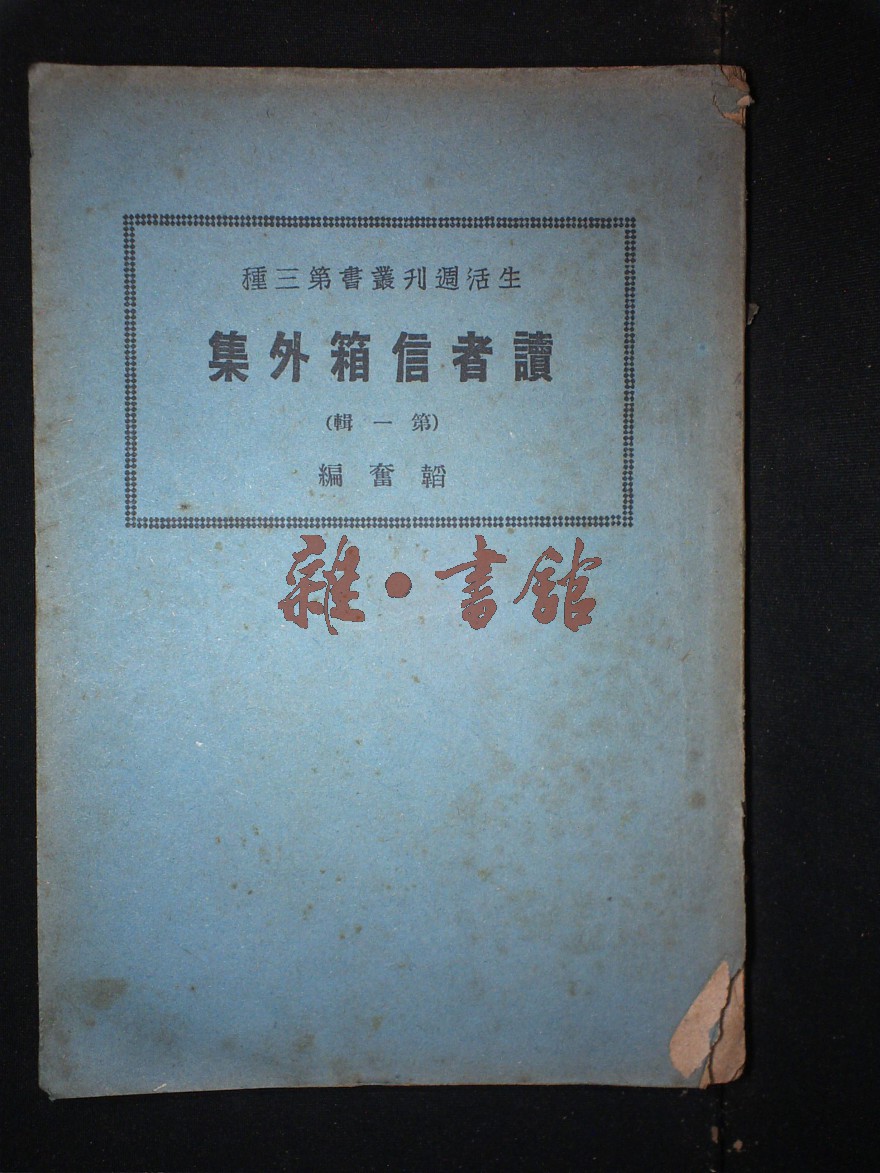 生活週刊叢書第三種
讀者信箱外集
(第一輯)
韜奮編
雜·書館